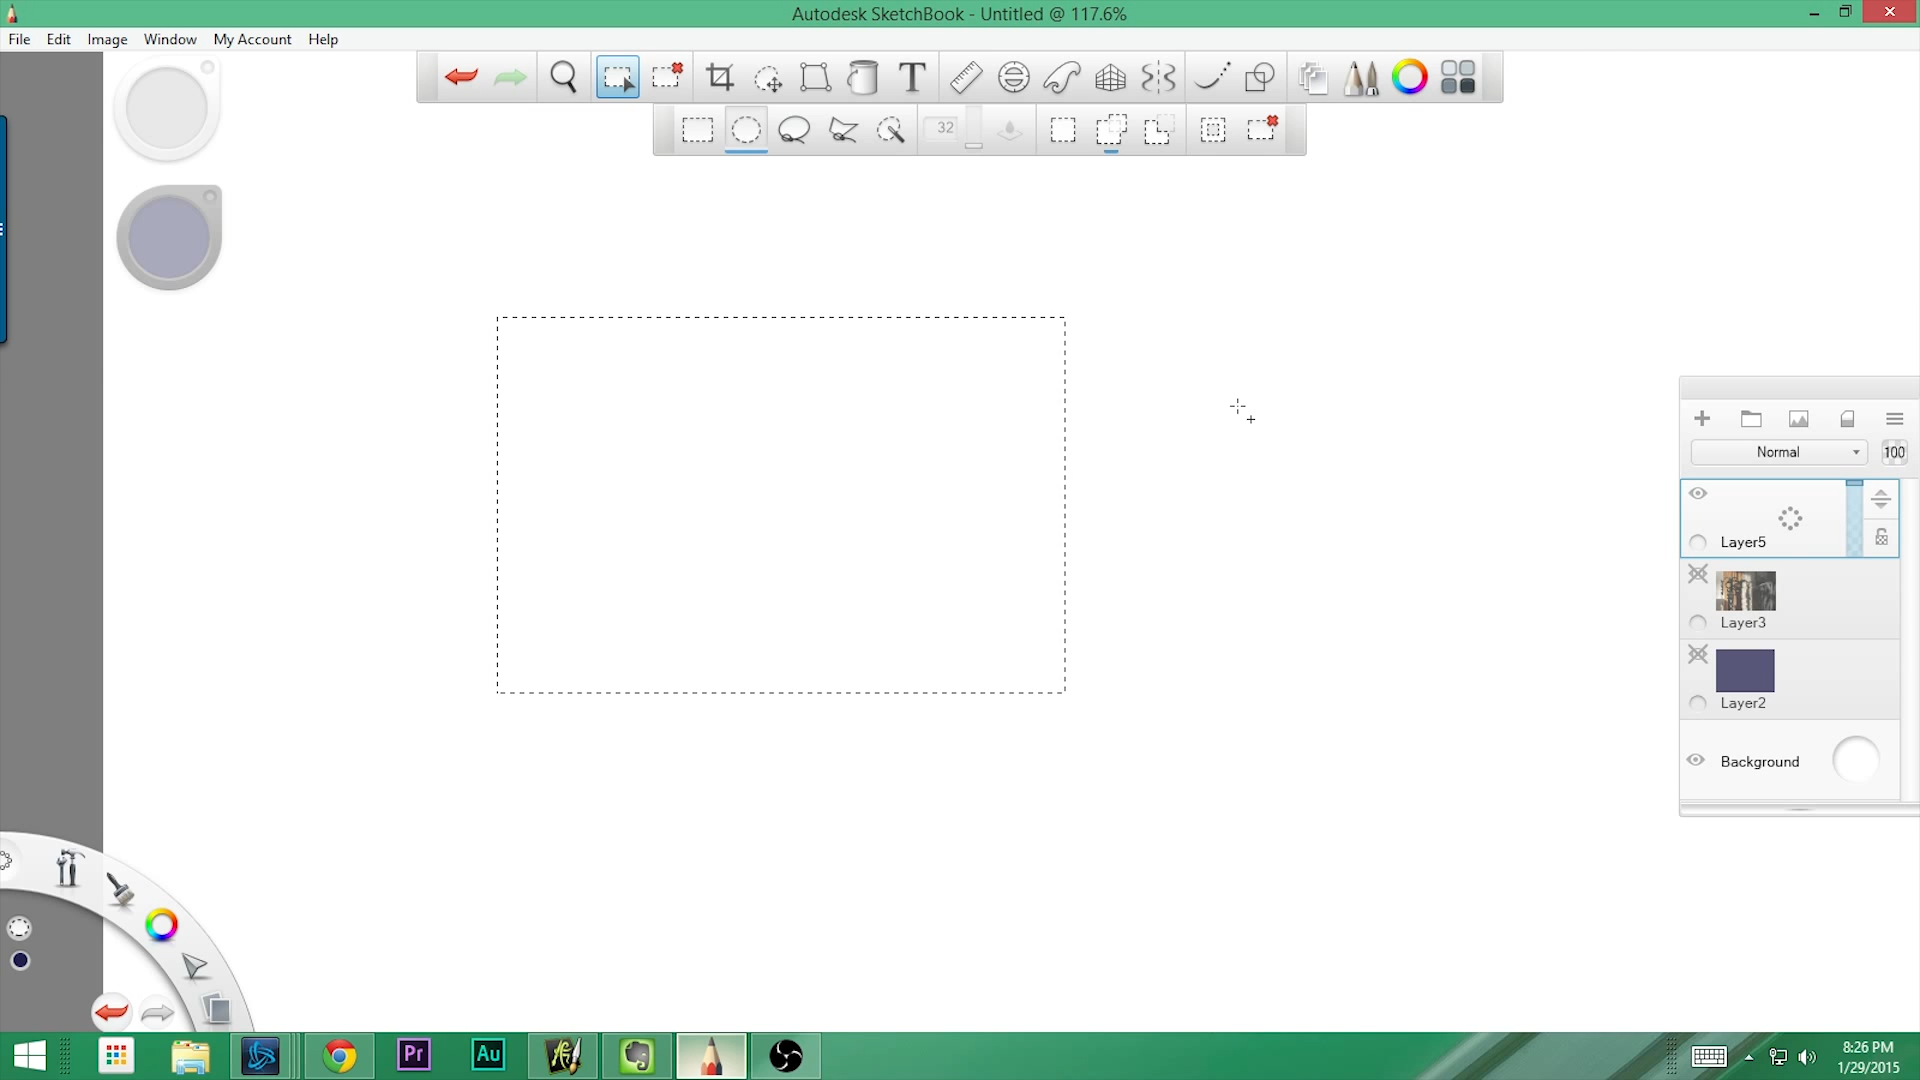 Autodesk SketchBook - Untitled @ 117.6%
File Edit Image Window My Account Help
T
32
Normal 100
Layer5
Layer3
Layer2
Background
Pr Au
8:26 PM
1/29/2015